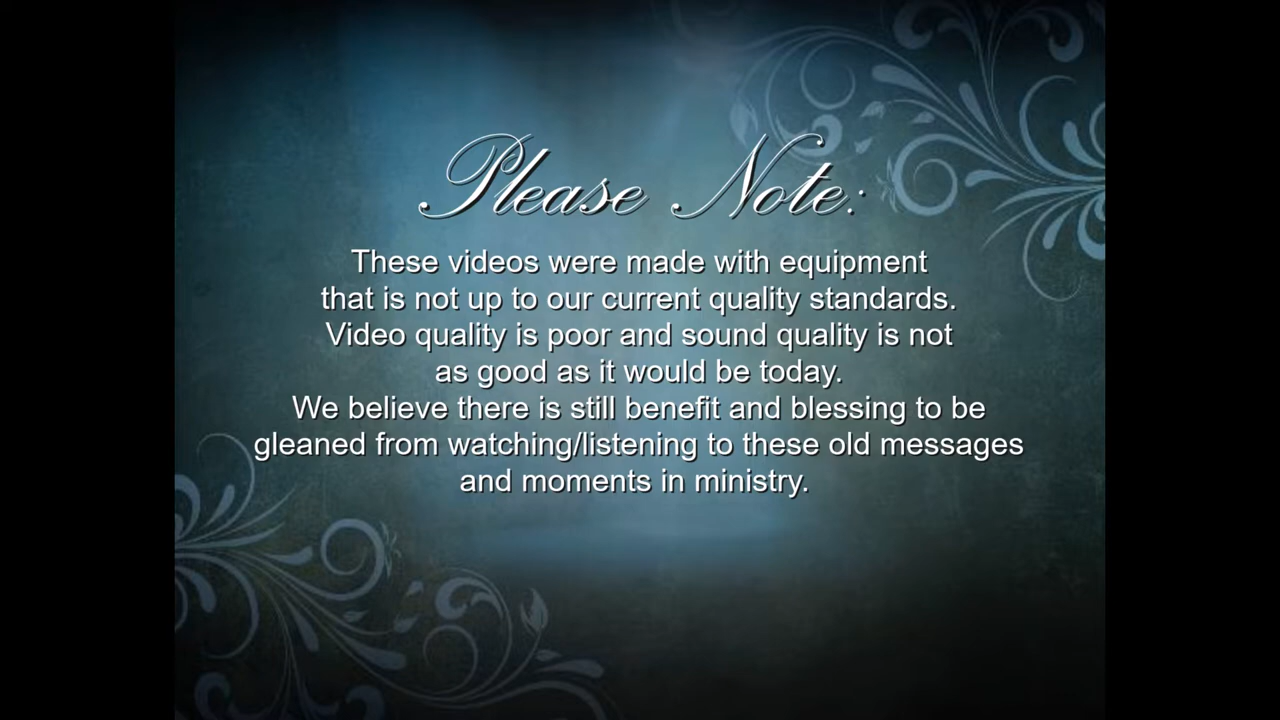 Please Note:
These videos were made with equipment
that is not up to our current quality standards.
Video quality is poor and sound quality is not
as good as it would be today.
We believe there is still benefit and blessing to be
gleaned from watching/listening to these old messages
and moments in ministry.